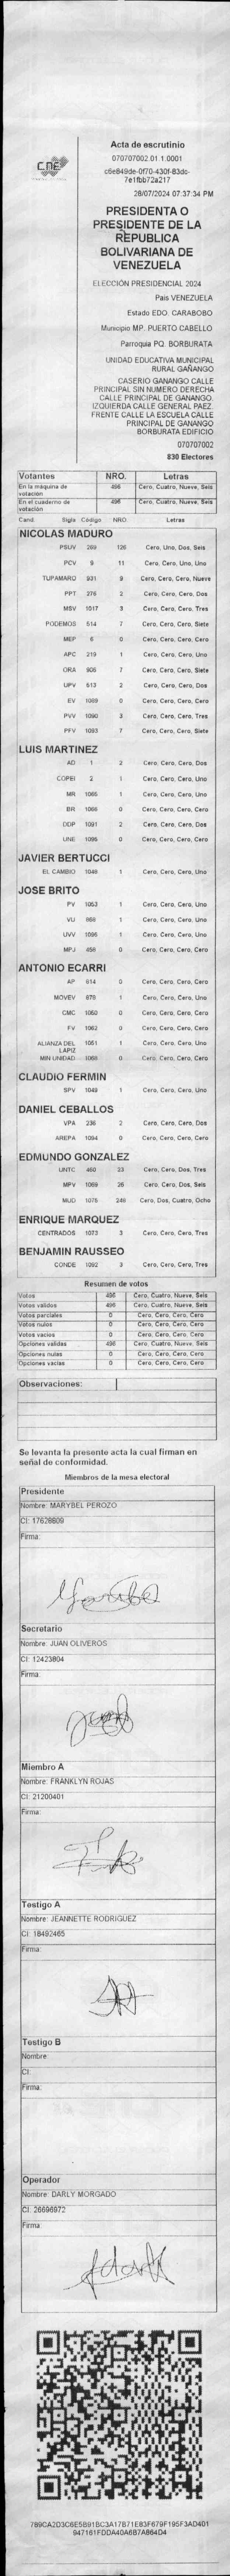 CNE
Acta de escrutinio
070707002.01.1.0001
c6e849de-0f70-430f-83dc-
7e1fbb72a217
28/07/2024 07:37:34 PM
PRESIDENTA O
PRESIDENTE DE LA
REPUBLICA
BOLIVARIANA DE
VENEZUELA
ELECCIÓN PRESIDENCIAL 2024
Pais VENEZUELA
Estado EDO. CARABOBO
Municipio MP. PUERTO CABELLO
Parroquia PQ. BORBURATA
UNIDAD EDUCATIVA MUNICIPAL
RURAL GAÑANGO
CASERIO GANANGO CALLE
PRINCIPAL SIN NUMERO DERECHA
CALLE PRINCIPAL DE GANANGO.
IZQUIERDA CALLE GENERAL PAEZ.
FRENTE CALLE LA ESCUELA CALLE
PRINCIPAL DE GANANGO
BORBURATA EDIFICIO
070707002
830 Electores
Votantes NRO. Letras
En la máquina de votación 496 Cero, Cuatro, Nueve, Seis
En el cuaderno de votación 496 Cero, Cuatro, Nueve, Seis
Cand Sigla Código NRO. Letras
NICOLAS MADURO
PSUV 269 126 Cero, Uno, Dos, Seis
PCV 9 11 Cero, Cero, Uno, Uno
TUPAMARO 931 9 Cero, Cero, Cero, Nueve
PPT 276 2 Cero, Cero, Cero, Dos
MSV 1017 3 Cero, Cero, Cero, Tres
PODEMOS 514 7 Cero, Cero, Cero, Siete
MEP 6 0 Cero, Cero, Cero, Cero
APC 219 1 Cero, Cero, Cero, Uno
ORA 906 7 Cero, Cero, Cero, Siete
UPV 513 2 Cero, Cero, Cero, Dos
EV 1069 0 Cero, Cero, Cero, Cero
PVV 1090 3 Cero, Cero, Cero, Tres
PFV 1093 7 Cero, Cero, Cero, Siete
LUIS MARTINEZ
AD 1 2 Cero, Cero, Cero, Dos
COPEI 2 1 Cero, Cero, Cero, Uno
MR 1065 1 Cero, Cero, Cero, Uno
BR 1066 0 Cero, Cero, Cero, Cero
DDP 1091 2 Cero, Cero, Cero, Dos
UNE 1095 0 Cero, Cero, Cero, Cero
JAVIER BERTUCCI
EL CAMBIO 1048 1 Cero, Cero, Cero, Uno
JOSE BRITO
PV 1053 1 Cero, Cero, Cero, Uno
VU 868 1 Cero, Cero, Cero, Uno
UVV 1096 1 Cero, Cero, Cero, Uno
MPJ 458 0 Cero, Cero, Cero, Cero
ANTONIO ECARRI
AP 614 0 Cero, Cero, Cero, Cero
MOVEV 879 1 Cero, Cero, Cero, Uno
CMC 1050 0 Cero, Cero, Cero, Cero
FV 1062 0 Cero, Cero, Cero, Cero
ALIANZA DEL LAPIZ 1051 1 Cero, Cero, Cero, Uno
MIN UNIDAD 1068 0 Cero, Cero, Cero, Cero
CLAUDIO FERMIN
SPV 1049 1 Cero, Cero, Cero, Uno
DANIEL CEBALLOS
VPA 236 2 Cero, Cero, Cero, Dos
AREPA 1094 0 Cero, Cero, Cero, Cero
EDMUNDO GONZALEZ
UNTC 460 23 Cero, Cero, Dos, Tres
MPV 1089 26 Cero, Cero, Dos, Seis
MUD 1075 248 Cero, Dos, Cuatro, Ocho
ENRIQUE MARQUEZ
CENTRADOS 1073 3 Cero, Cero, Cero, Tres
BENJAMIN RAUSSEO
CONDE 1092 3 Cero, Cero, Cero, Tres
Resumen de votos
Votos 496 Cero, Cuatro, Nueve, Seis
Votos válidos 496 Cero, Cuatro, Nueve, Seis
Votos parciales 0 Cero, Cero, Cero, Cero
Votos nulos 0 Cero, Cero, Cero, Cero
Votos vacíos 0 Cero, Cero, Cero, Cero
Opciones válidas 496 Cero, Cuatro, Nueve, Seis
Opciones nulas 0 Cero, Cero, Cero, Cero
Opciones vacías 0 Cero, Cero, Cero, Cero
Observaciones:
Se levanta la presente acta la cual firman en
señal de conformidad.
Miembros de la mesa electoral
Presidente
Nombre: MARYBEL PEROZO
CI: 17628809
Firma:
Secretario
Nombre: JUAN OLIVEROS
CI: 12423804
Firma:
Miembro A
Nombre: FRANKLYN ROJAS
CI: 21200401
Firma:
Testigo A
Nombre: JEANNETTE RODRIGUEZ
CI: 18492465
Firma:
Testigo B
Nombre:
CI:
Firma:
Operador
Nombre: DARLY MORGADO
CI: 26696972
Firma:
789CA2D3C6E5B91BC3A17B71E83F679F195F3AD401
947161FDDA40A6B7A864D4